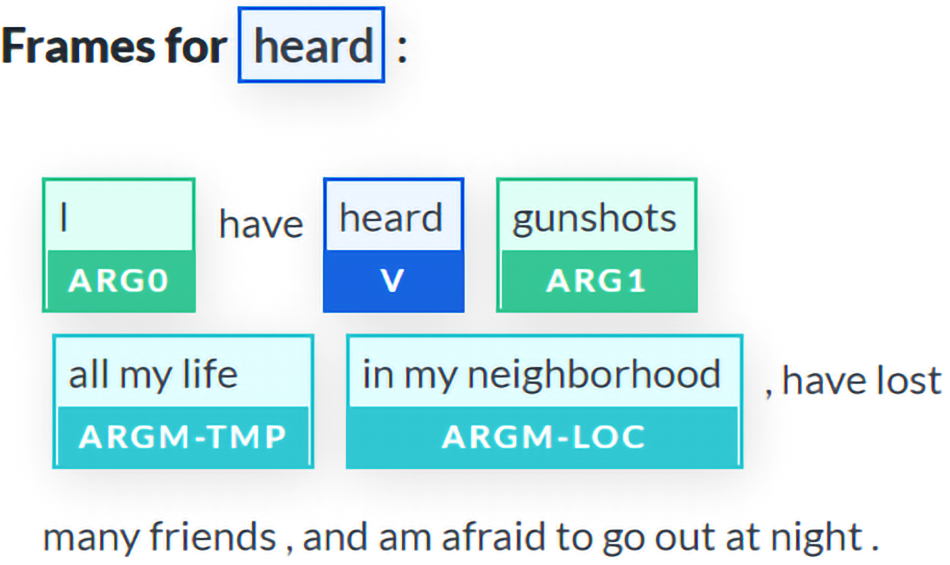 Frames for heard :
I have heard gunshots
ARG0 V ARG1
all my life in my neighborhood , have lost
ARGM-TMP ARGM-LOC
many friends , and am afraid to go out at night .